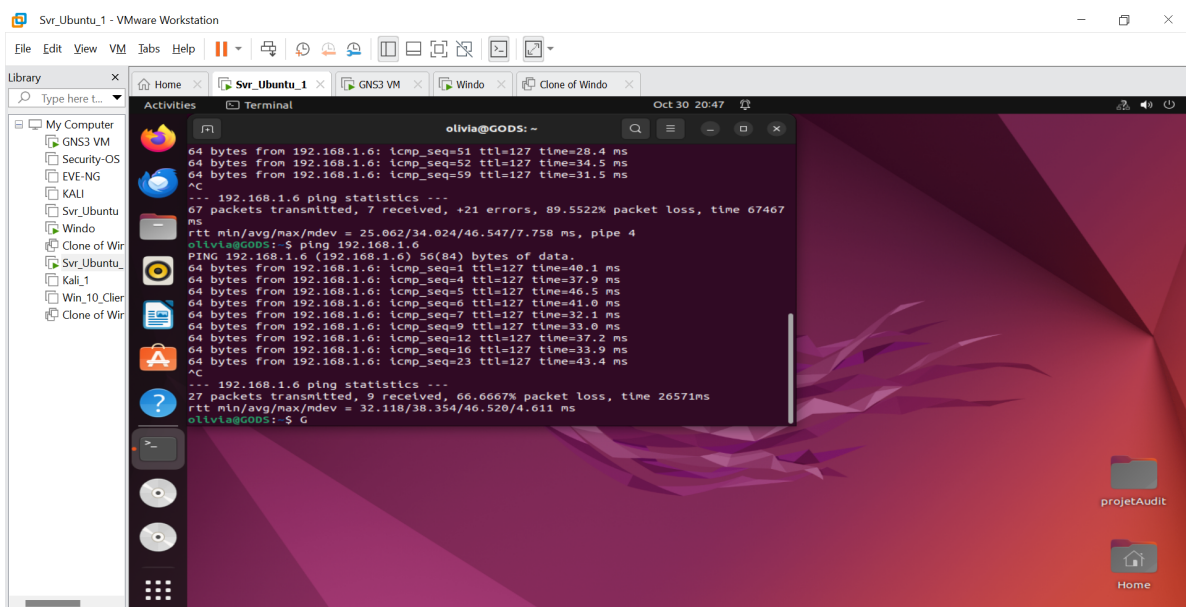 Svr_Ubuntu_1 - VMware Workstation
File Edit View VM Tabs Help
Library
Type here t...
My Computer
GNS3 VM
Security-OS
EVE-NG
KALI
Svr_Ubuntu
Windo
Clone of Wir
Svr_Ubuntu_
Kali_1
Win_10_Clier
Clone of Wir
Home Svr_Ubuntu_1 GNS3 VM Windo Clone of Windo
Activities Terminal Oct 30 20:47
olivia@GODS: ~
64 bytes from 192.168.1.6: icmp_seq=51 ttl=127 time=28.4 ms
64 bytes from 192.168.1.6: icmp_seq=52 ttl=127 time=34.5 ms
64 bytes from 192.168.1.6: icmp_seq=59 ttl=127 time=31.5 ms
^C
--- 192.168.1.6 ping statistics ---
67 packets transmitted, 7 received, +21 errors, 89.5522% packet loss, time 67467
ms
rtt min/avg/max/mdev = 25.062/34.024/46.547/7.758 ms, pipe 4
olivia@GODS:~$ ping 192.168.1.6
PING 192.168.1.6 (192.168.1.6) 56(84) bytes of data.
64 bytes from 192.168.1.6: icmp_seq=1 ttl=127 time=40.1 ms
64 bytes from 192.168.1.6: icmp_seq=4 ttl=127 time=37.9 ms
64 bytes from 192.168.1.6: icmp_seq=5 ttl=127 time=46.5 ms
64 bytes from 192.168.1.6: icmp_seq=6 ttl=127 time=41.0 ms
64 bytes from 192.168.1.6: icmp_seq=7 ttl=127 time=32.1 ms
64 bytes from 192.168.1.6: icmp_seq=9 ttl=127 time=33.0 ms
64 bytes from 192.168.1.6: icmp_seq=12 ttl=127 time=37.2 ms
64 bytes from 192.168.1.6: icmp_seq=16 ttl=127 time=33.9 ms
64 bytes from 192.168.1.6: icmp_seq=23 ttl=127 time=43.4 ms
^C
--- 192.168.1.6 ping statistics ---
27 packets transmitted, 9 received, 66.6667% packet loss, time 26571ms
rtt min/avg/max/mdev = 32.118/38.354/46.520/4.611 ms
olivia@GODS:~$ G
projetAudit
Home